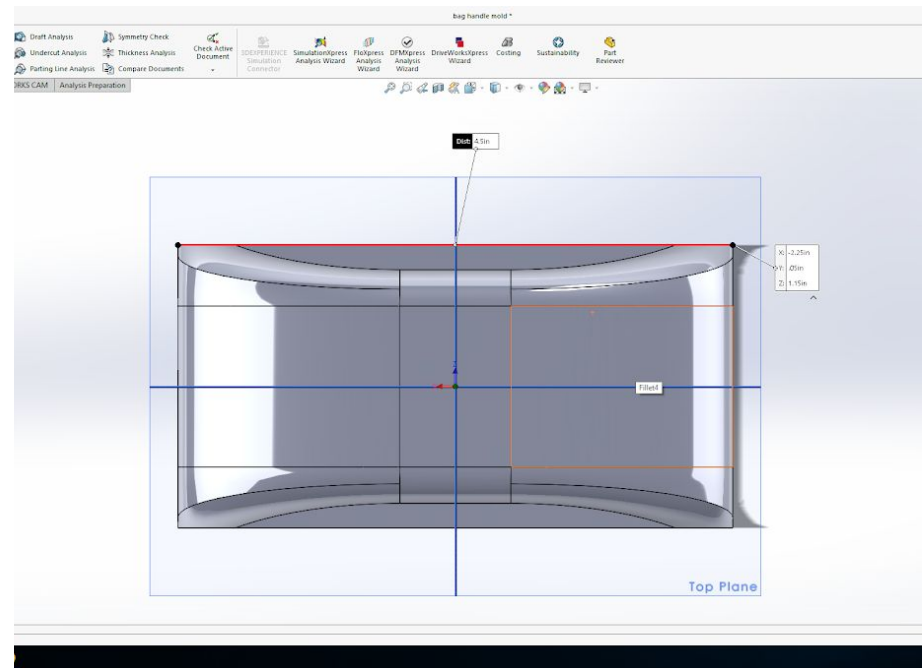 bag handle mold *
Draft Analysis
Symmetry Check
Undercut Analysis
Thickness Analysis
Parting Line Analysis
Compare Documents
Check Active
Document
3DEXPERIENCE
Simulation
Connector
SimulationXpress
Analysis Wizard
FloXpress
Analysis
Wizard
DFMXpress
Analysis
Wizard
DriveWorksXpress
Wizard
Costing
Sustainability
Part
Reviewer
ORKS CAM
Analysis Preparation
Dist: 4.5in
X: -2.25in
Y: .05in
Z: 1.15in
Fillet4
Top Plane